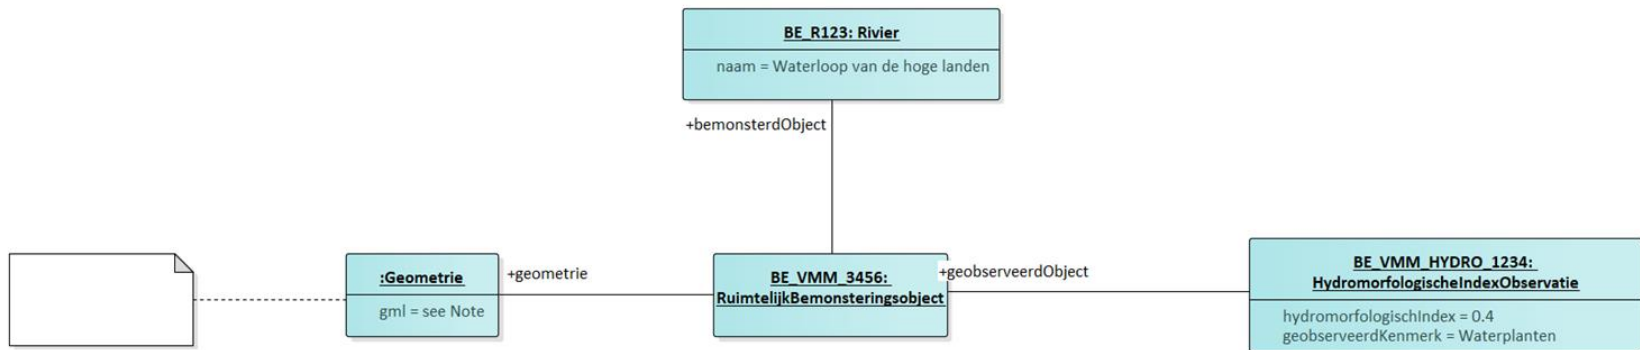 BE_R123: Rivier
naam = Waterloop van de hoge landen
+bemonsterdObject
:Geometrie
gml = see Note
+geometrie
BE_VMM_3456:
RuimtelijkBemonsteringsobject
+geobserveerdObject
BE_VMM_HYDRO_1234:
HydromorfologischeIndexObservatie
hydromorfologischIndex = 0.4
geobserveerdKenmerk = Waterplanten